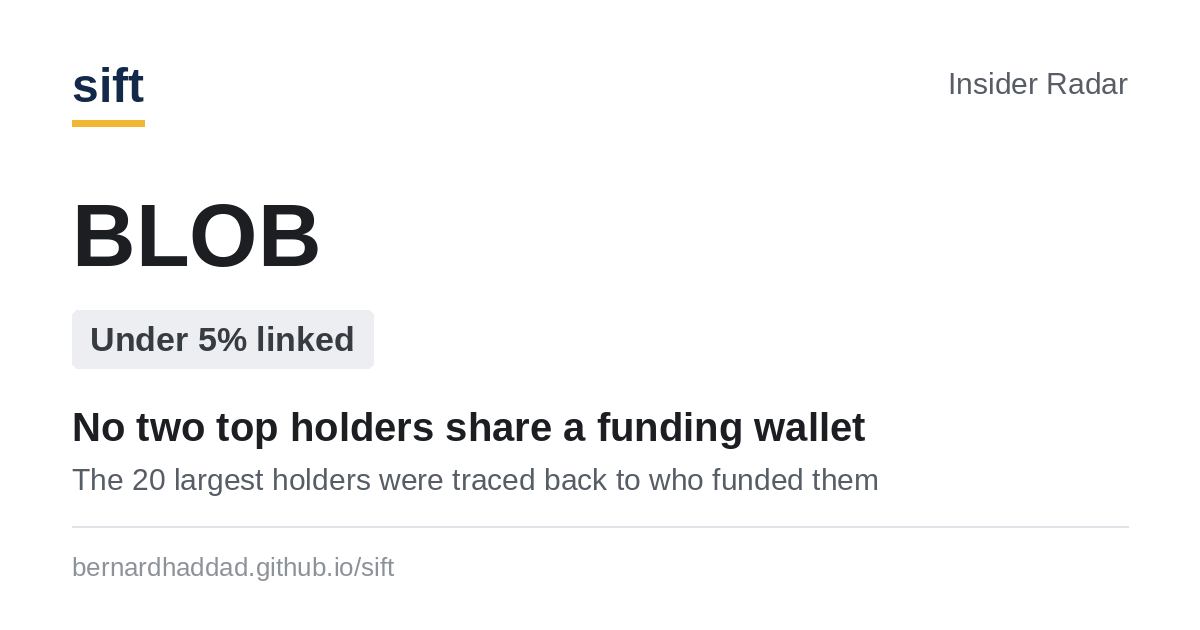 sift
Insider Radar
BLOB
Under 5% linked
No two top holders share a funding wallet
The 20 largest holders were traced back to who funded them
bernardhaddad.github.io/sift